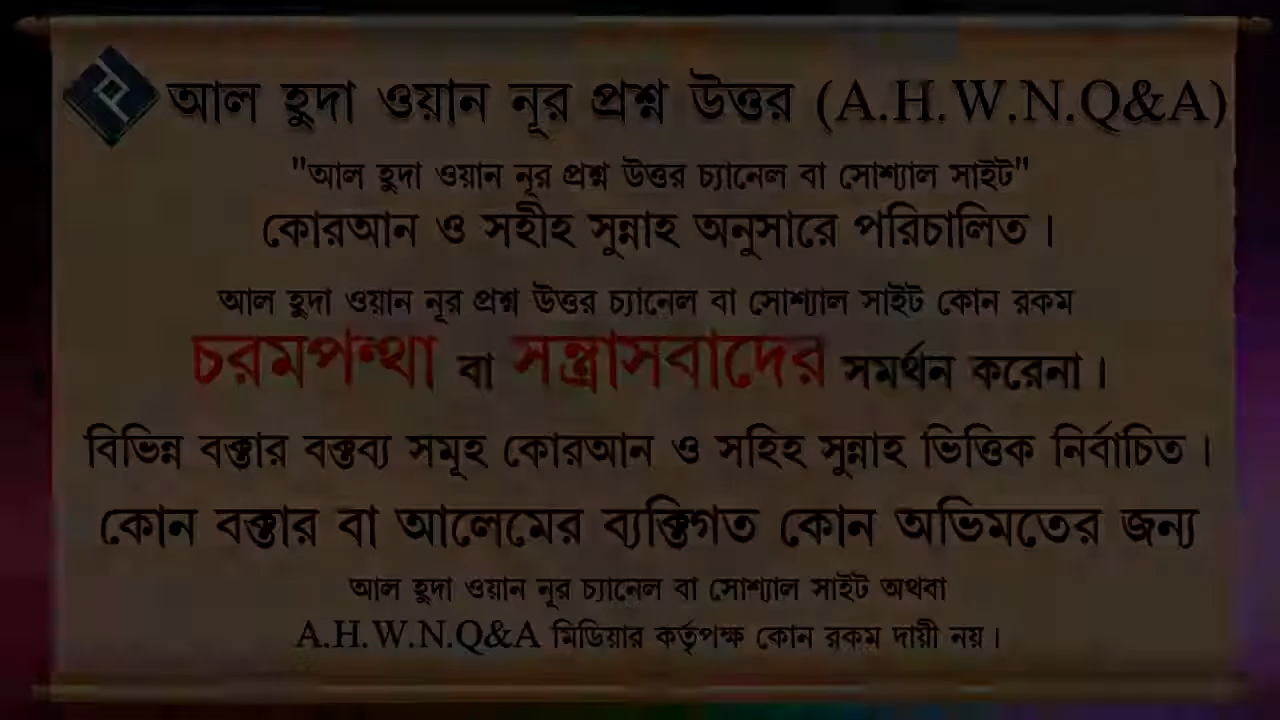 আল হুদা ওয়ান নূর প্রশ্ন উত্তর (A.H.W.N.Q&A)
"আল হুদা ওয়ান নূর প্রশ্ন উত্তর চ্যানেল বা সোশ্যাল সাইট"
কোরআন ও সহীহ সুন্নাহ অনুসারে পরিচালিত।
আল হুদা ওয়ান নূর প্রশ্ন উত্তর চ্যানেল বা সোশ্যাল সাইট কোন রকম
চরমপন্থা বা সন্ত্রাসবাদের সমর্থন করেনা।
বিভিন্ন বক্তার বক্তব্য সমূহ কোরআন ও সহিহ সুন্নাহ ভিত্তিক নির্বাচিত।
কোন বক্তার বা আলেমের ব্যক্তিগত কোন অভিমতের জন্য
আল হুদা ওয়ান নূর চ্যানেল বা সোশ্যাল সাইট অথবা
A.H.W.N.Q&A মিডিয়ার কর্তৃপক্ষ কোন রকম দায়ী নয়।